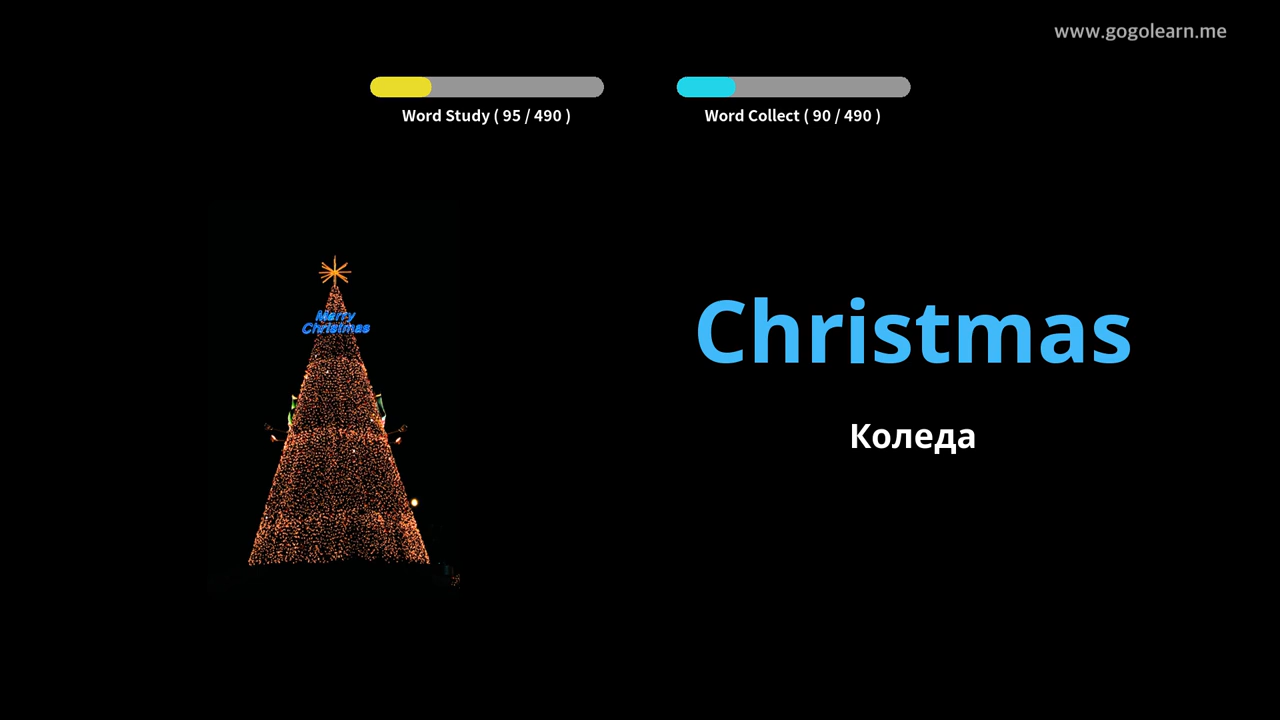 www.gogolearn.me
Word Study ( 95 / 490 )
Word Collect ( 90 / 490 )
Merry
Christmas
Christmas
Коледа